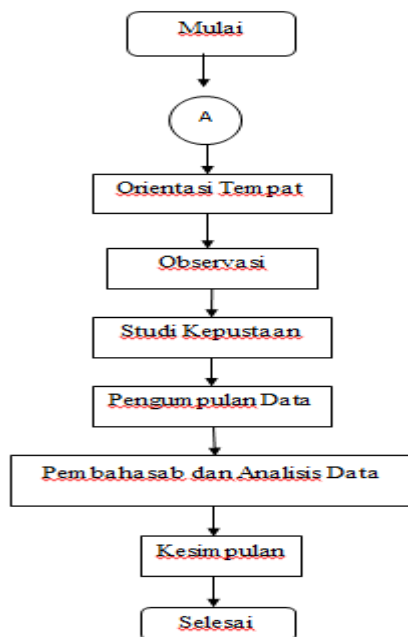 Mulai
A
Orientasi Tempat
Observasi
Studi Kepustaan
Pengumpulan Data
Pembahasab dan Analisis Data
Kesimpulan
Selesai